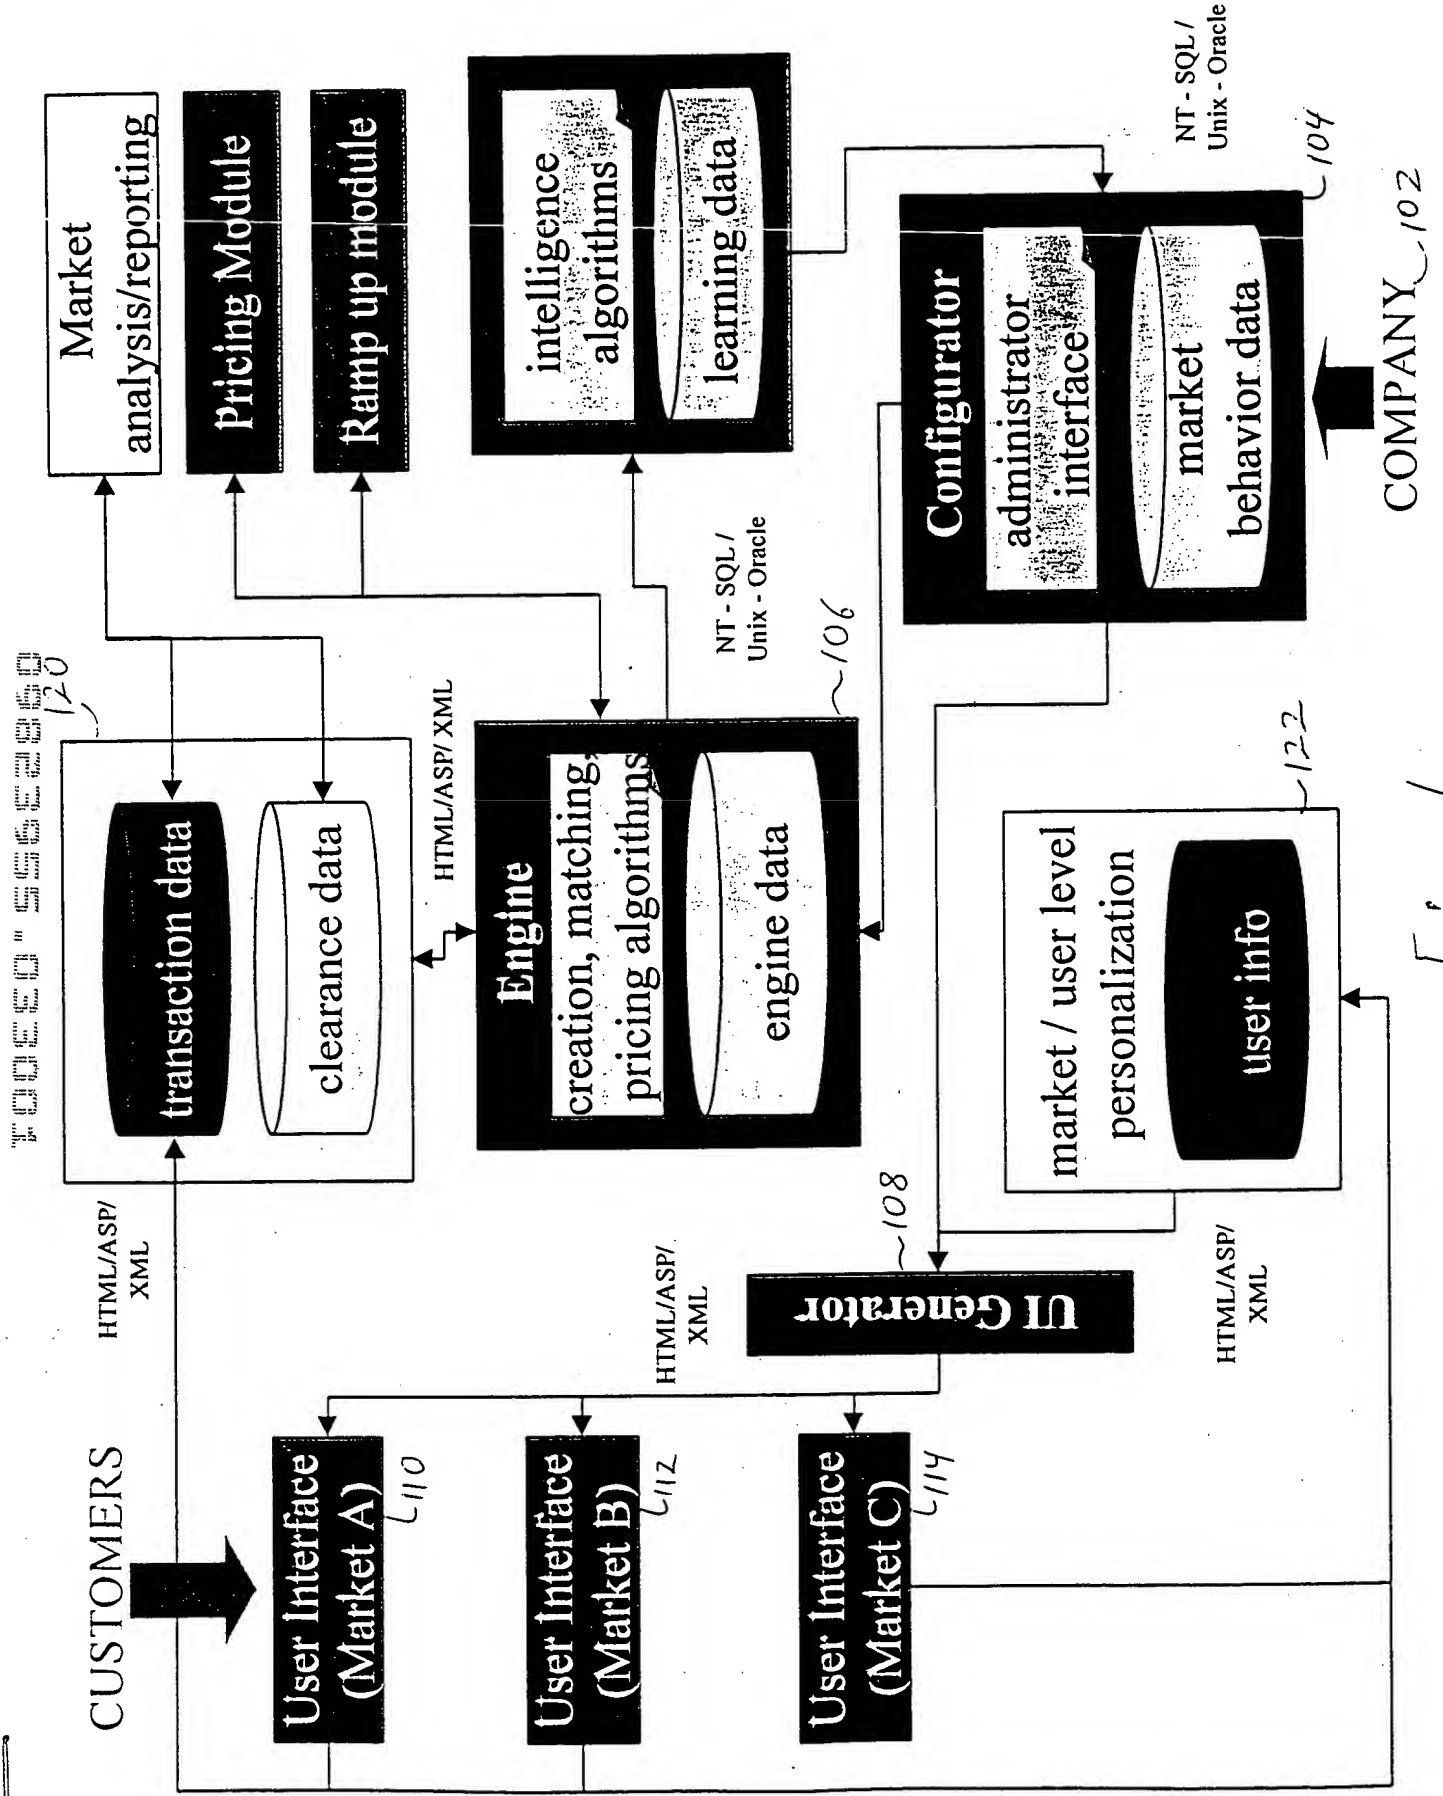 CUSTOMERS
User Interface
(Market A)
110
User Interface
(Market B)
112
User Interface
(Market C)
114
HTML/ASP/
XML
HTML/ASP/
XML
UI Generator
108
HTML/ASP/
XML
120
transaction data
clearance data
HTML/ASP/ XML
Engine
creation, matching,
pricing algorithms
engine data
106
market / user level
personalization
user info
122
Market
analysis/reporting
Pricing Module
Ramp up module
intelligence
algorithms
learning data
NT - SQL /
Unix - Oracle
Configurator
administrator
interface
market
behavior data
104
NT - SQL /
Unix - Oracle
COMPANY 102